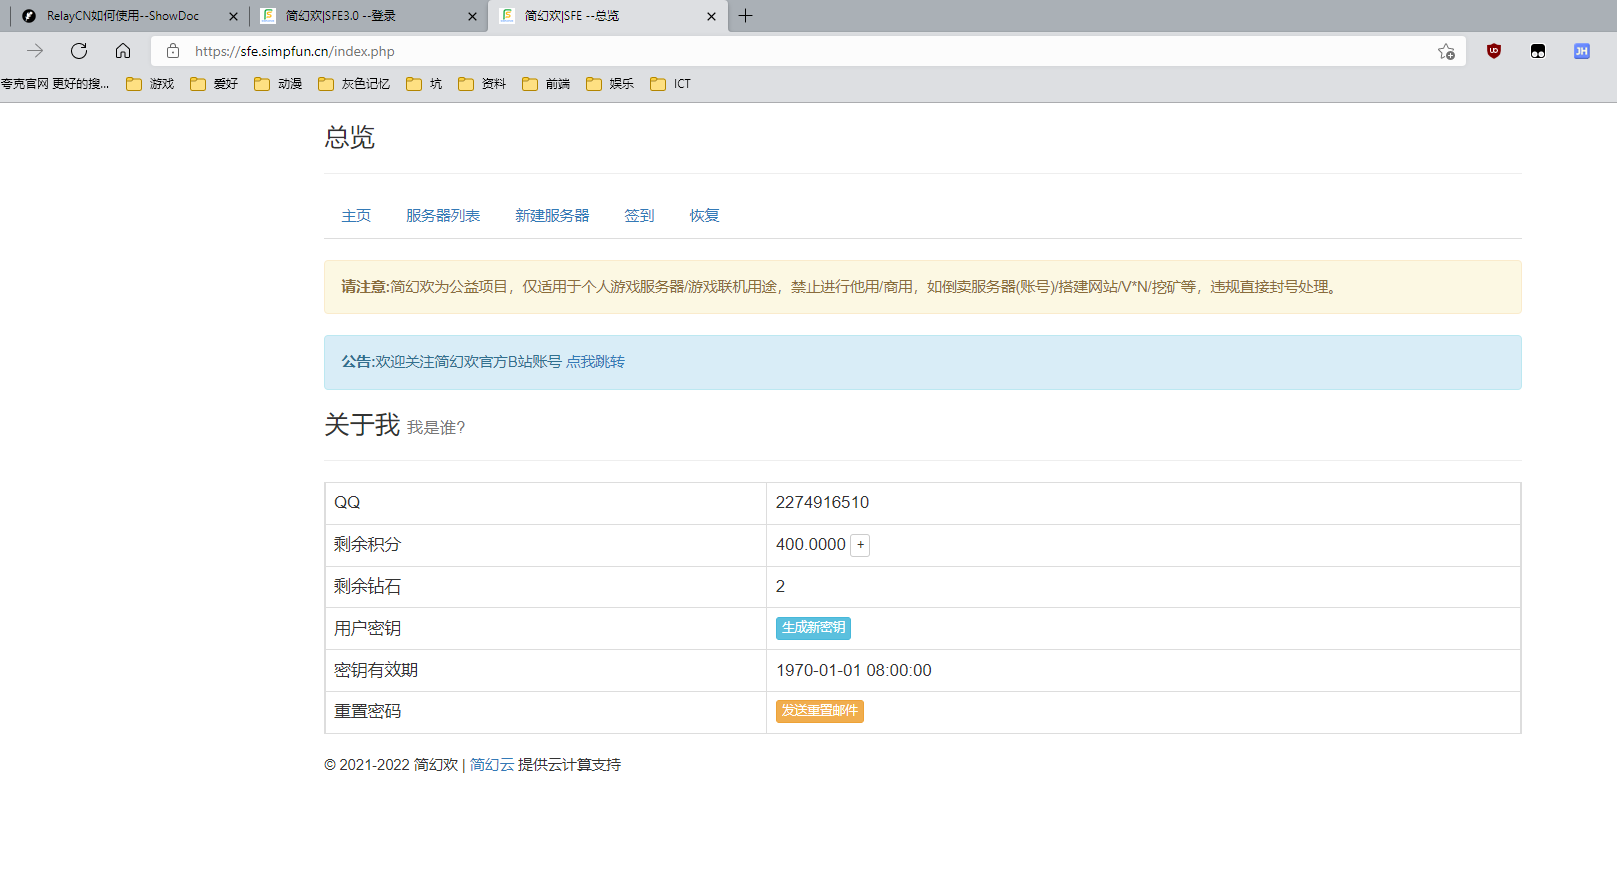 RelayCN如何使用--ShowDoc
简幻欢|SFE3.0 --登录
简幻欢|SFE --总览
https://sfe.simpfun.cn/index.php
夸克官网 更好的搜... 游戏 爱好 动漫 灰色记忆 坑 资料 前端 娱乐 ICT
总览
主页 服务器列表 新建服务器 签到 恢复
请注意:简幻欢为公益项目，仅适用于个人游戏服务器/游戏联机用途，禁止进行他用/商用，如倒卖服务器(账号)/搭建网站/V*N/挖矿等，违规直接封号处理。
公告:欢迎关注简幻欢官方B站账号 点我跳转
关于我 我是谁?
QQ 2274916510
剩余积分 400.0000 +
剩余钻石 2
用户密钥 生成新密钥
密钥有效期 1970-01-01 08:00:00
重置密码 发送重置邮件
© 2021-2022 简幻欢 | 简幻云 提供云计算支持
JH